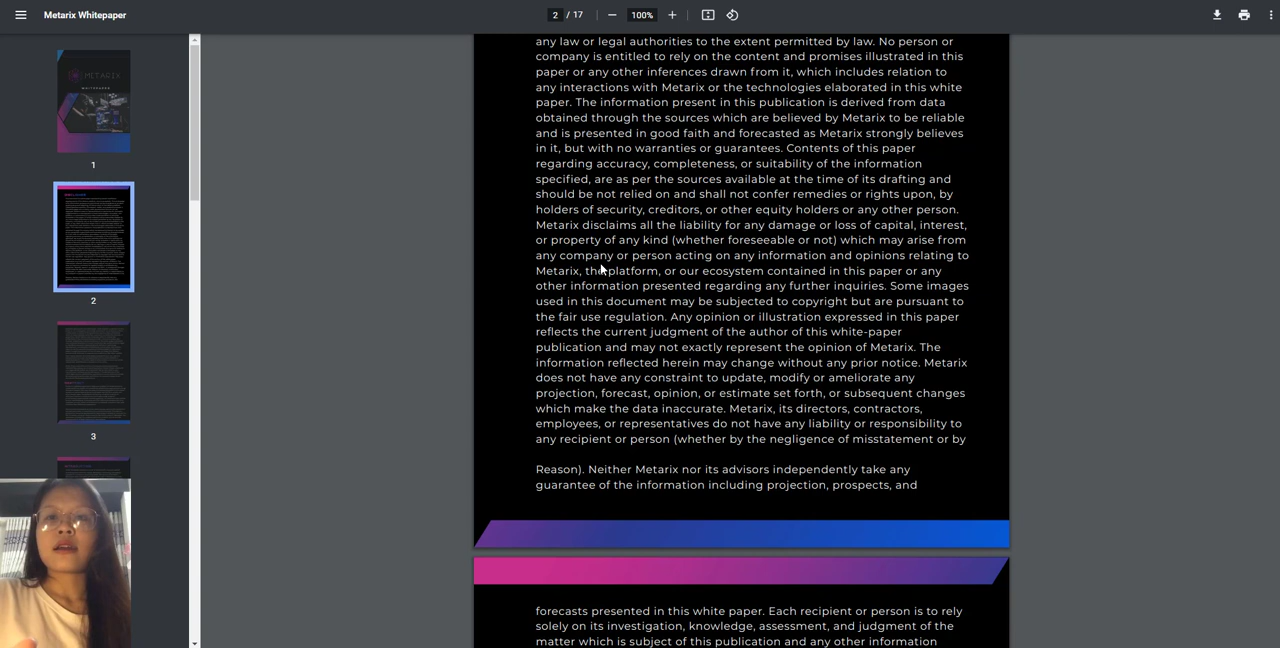 Metarix Whitepaper
2 / 17
100%
METARIX
WHITEPAPER
1
2
3
any law or legal authorities to the extent permitted by law. No person or
company is entitled to rely on the content and promises illustrated in this
paper or any other inferences drawn from it, which includes relation to
any interactions with Metarix or the technologies elaborated in this white
paper. The information present in this publication is derived from data
obtained through the sources which are believed by Metarix to be reliable
and is presented in good faith and forecasted as Metarix strongly believes
in it, but with no warranties or guarantees. Contents of this paper
regarding accuracy, completeness, or suitability of the information
specified, are as per the sources available at the time of its drafting and
should be not relied on and shall not confer remedies or rights upon, by
holders of security, creditors, or other equity holders or any other person.
Metarix disclaims all the liability for any damage or loss of capital, interest,
or property of any kind (whether foreseeable or not) which may arise from
any company or person acting on any information and opinions relating to
Metarix, the platform, or our ecosystem contained in this paper or any
other information presented regarding any further inquiries. Some images
used in this document may be subjected to copyright but are pursuant to
the fair use regulation. Any opinion or illustration expressed in this paper
reflects the current judgment of the author of this white-paper
publication and may not exactly represent the opinion of Metarix. The
information reflected herein may change without any prior notice. Metarix
does not have any constraint to update, modify or ameliorate any
projection, forecast, opinion, or estimate set forth, or subsequent changes
which make the data inaccurate. Metarix, its directors, contractors,
employees, or representatives do not have any liability or responsibility to
any recipient or person (whether by the negligence of misstatement or by
Reason). Neither Metarix nor its advisors independently take any
guarantee of the information including projection, prospects, and
forecasts presented in this white paper. Each recipient or person is to rely
solely on its investigation, knowledge, assessment, and judgment of the
matter which is subject of this publication and any other information